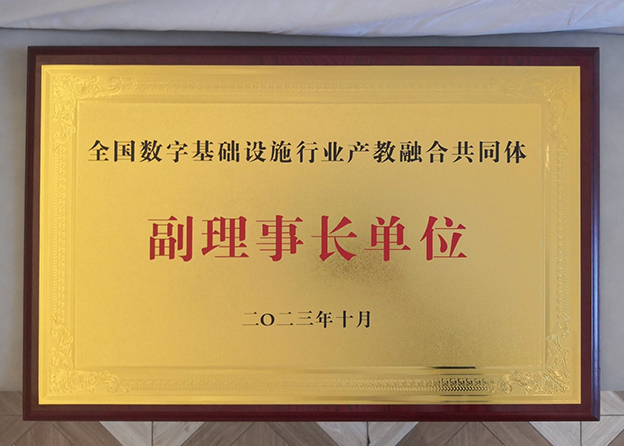 全国数字基础设施行业产教融合共同体
副理事长单位
二〇二三年十月